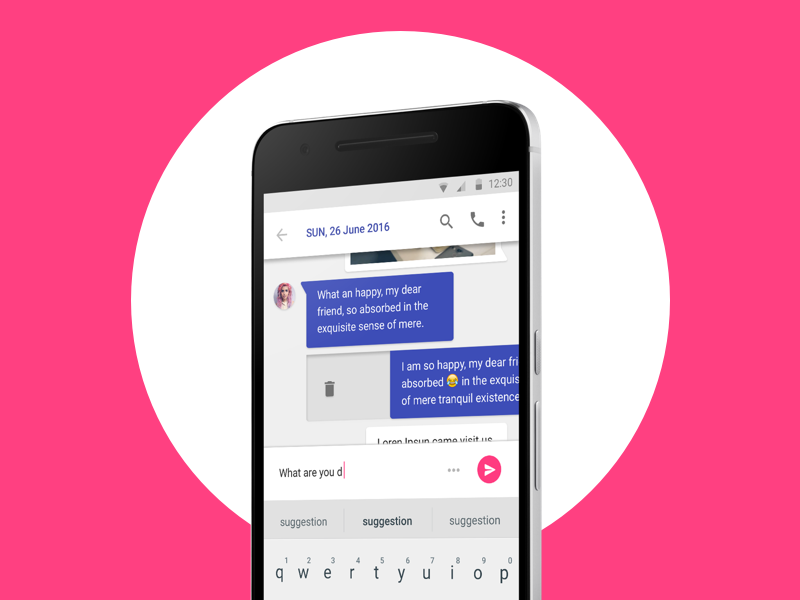 12:30
SUN, 26 June 2016
What an happy, my dear
friend, so absorbed in the
exquisite sense of mere.
I am so happy, my dear fri
absorbed 😂 in the exquis
of mere tranquil existence
Loren Ipsun came visit us
What are you d
suggestion suggestion suggestion
1 2 3 4 5 6 7 8 9 0
q w e r t y u i o p